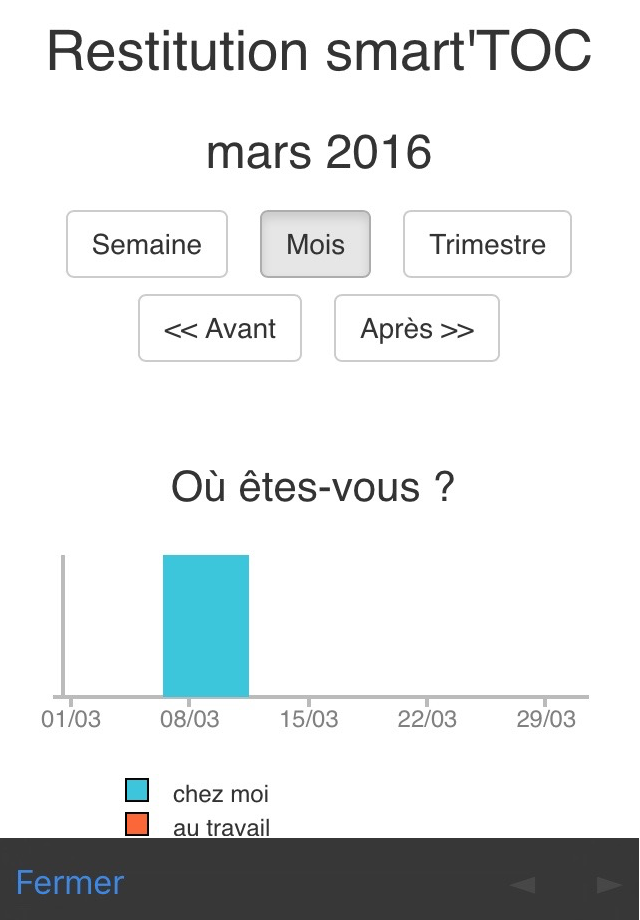 Restitution smart'TOC
mars 2016
Semaine Mois Trimestre
<< Avant Après >>
Où êtes-vous ?
01/03 08/03 15/03 22/03 29/03
chez moi
au travail
Fermer